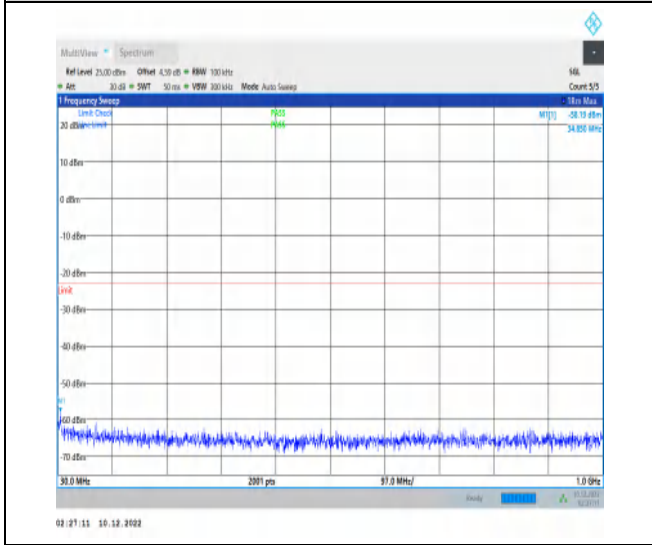 MultiView Spectrum
Ref Level 25.00 dBm Offset 4.59 dB RBW 100 kHz SGL
Att 30 dB SWT 50 ms VBW 300 kHz Mode Auto Sweep Count 5/5
1 Frequency Sweep Max
Limit Check PASS M1[1] -58.19 dBm
20 dBm Limit PASS 34.850 MHz
10 dBm
0 dBm
-10 dBm
-20 dBm
Limit
-30 dBm
-40 dBm
-50 dBm
M1
-60 dBm
-70 dBm
30.0 MHz 2001 pts 97.0 MHz/ 1.0 GHz
Ready
02:27:11 10.12.2022